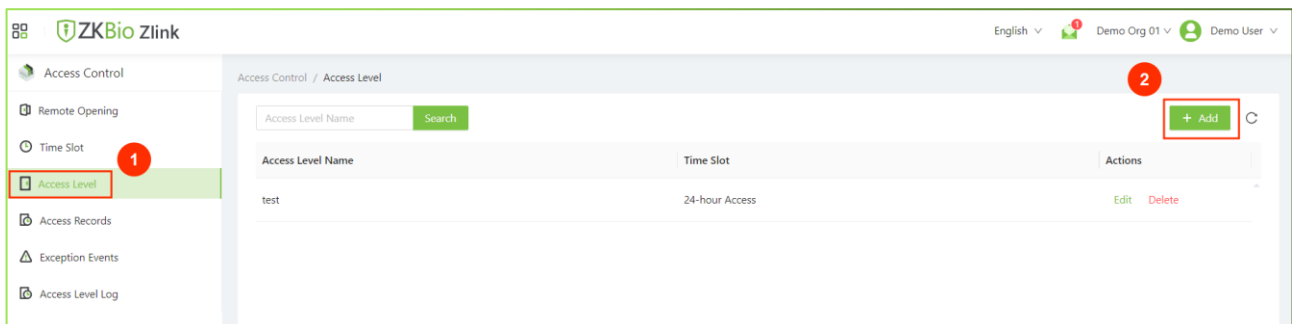 ZKBio Zlink
English
1
Demo Org 01
Demo User
Access Control
Remote Opening
Time Slot
1
Access Level
Access Records
Exception Events
Access Level Log
Access Control / Access Level
2
Access Level Name
Search
+ Add
Access Level Name Time Slot Actions
test 24-hour Access Edit Delete